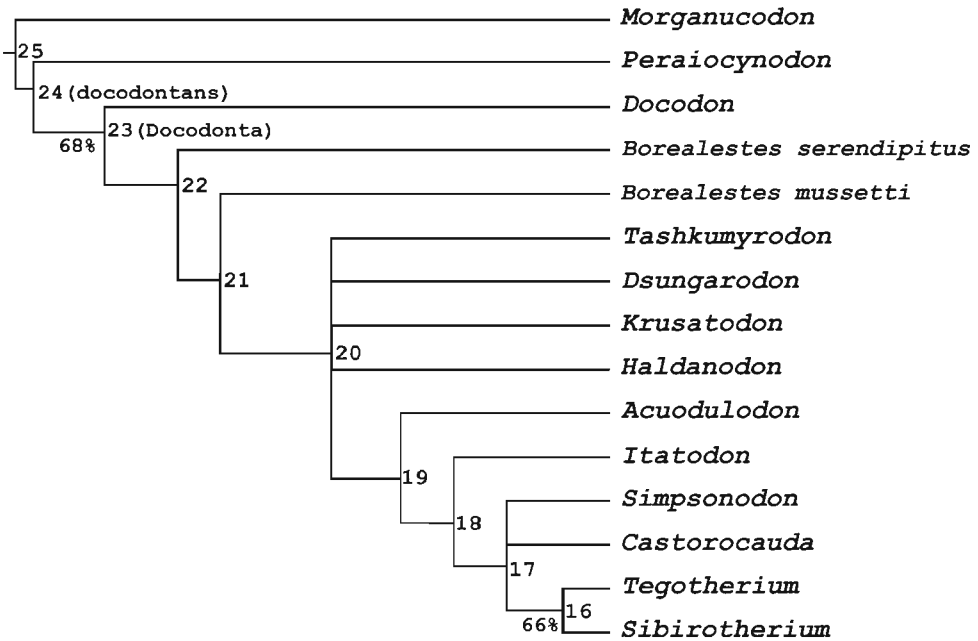 Morganucodon
25
Peraiocynodon
24(docodontans)
Docodon
23(Docodonta)
68%
Borealestes serendipitus
22
Borealestes mussetti
Tashkumyrodon
21
Dsungarodon
Krusatodon
20
Haldanodon
Acuodulodon
Itatodon
19
Simpsonodon
18
Castorocauda
17
Tegotherium
16
66%
Sibirotherium